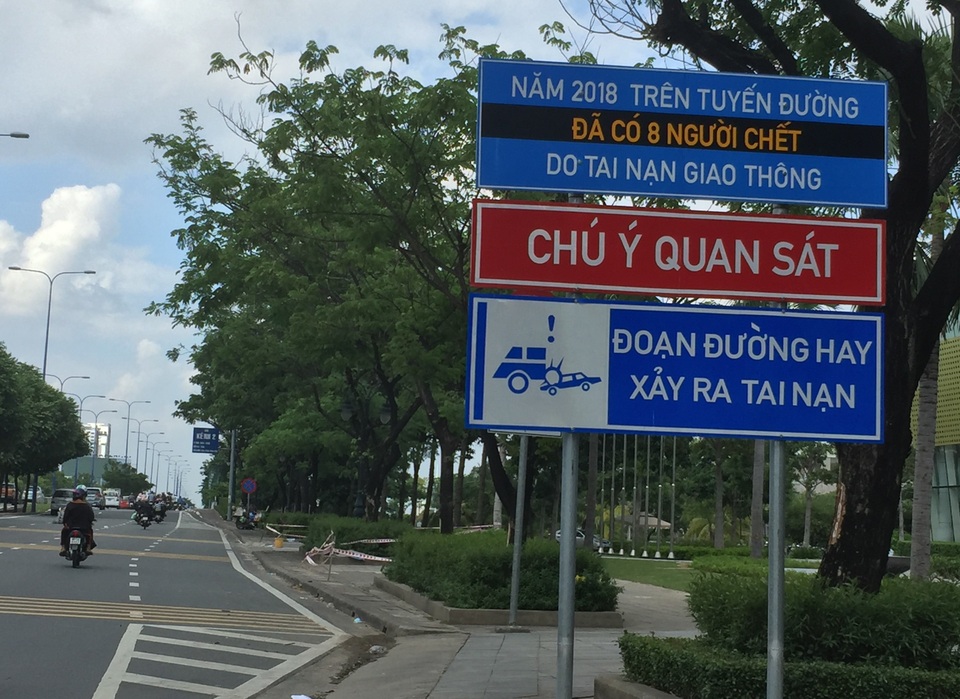 NĂM 2018 TRÊN TUYẾN ĐƯỜNG
ĐÃ CÓ 8 NGƯỜI CHẾT
DO TAI NẠN GIAO THÔNG
CHÚ Ý QUAN SÁT
ĐOẠN ĐƯỜNG HAY
XẢY RA TAI NẠN